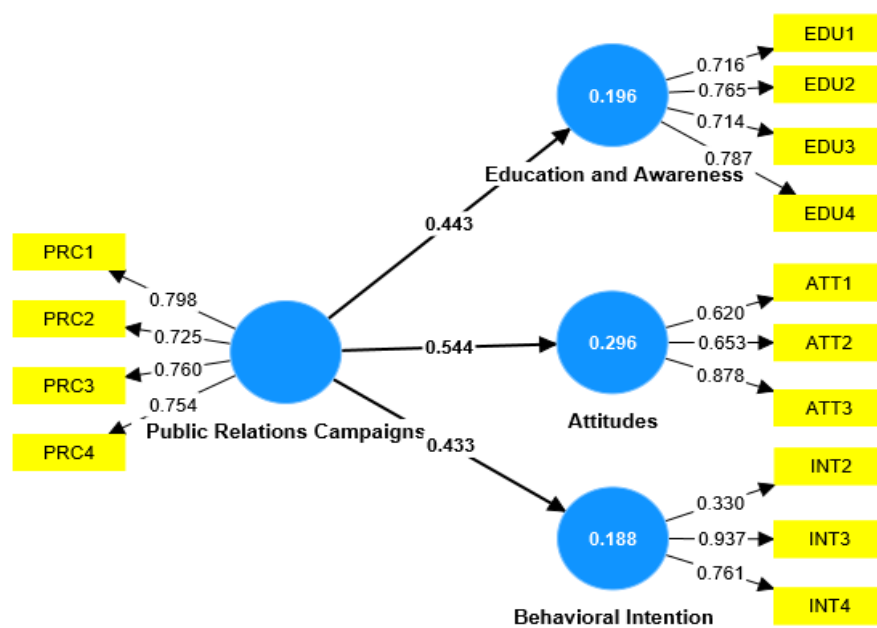 EDU1
0.716
EDU2
0.765
0.196
0.714
EDU3
0.787
Education and Awareness
EDU4
0.443
PRC1
0.798
PRC2
0.725
PRC3
0.760
0.754
PRC4
Public Relations Campaigns
0.544
ATT1
0.620
0.296
0.653
ATT2
0.878
ATT3
Attitudes
0.433
INT2
0.330
0.188
0.937
INT3
0.761
INT4
Behavioral Intention